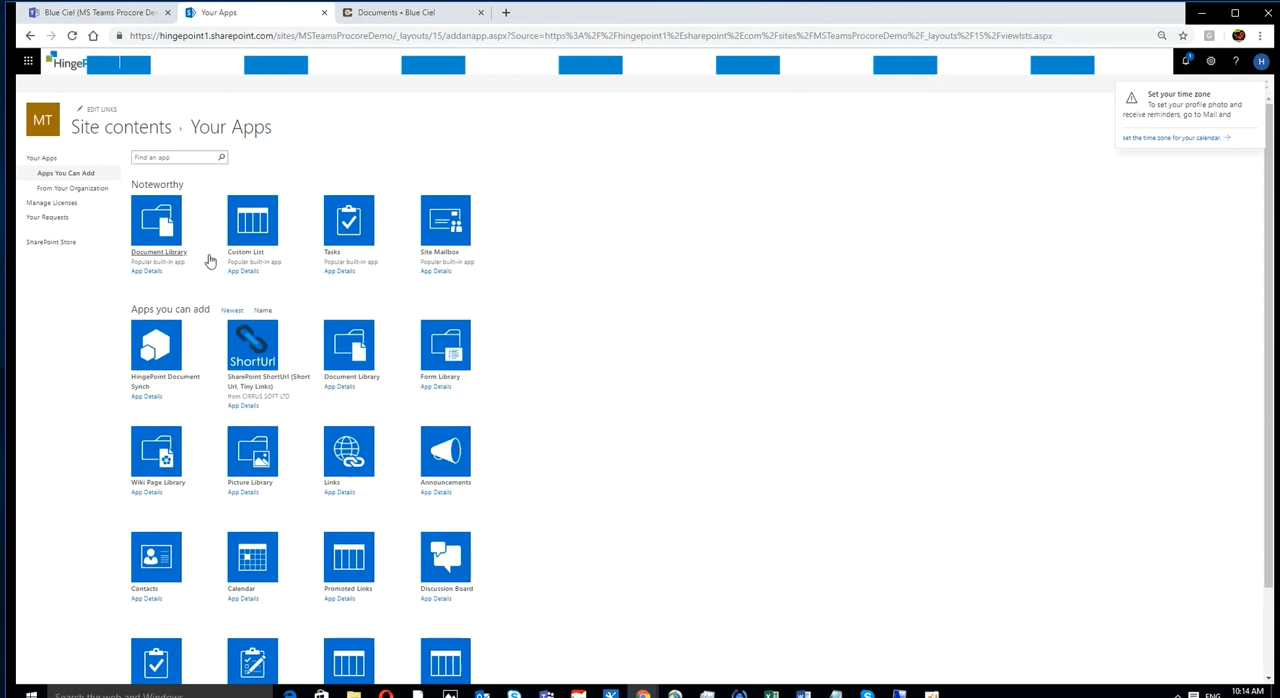 Blue Ciel (MS Teams Procore De
Your Apps
Documents • Blue Ciel
https://hingepoint1.sharepoint.com/sites/MSTeamsProcoreDemo/_layouts/15/addanapp.aspx?Source=https%3A%2F%2Fhingepoint1%2Esharepoint%2Ecom%2Fsites%2FMSTeamsProcoreDemo%2F_layouts%2F15%2Fviewlsts.aspx
? H
Set your time zone
To set your profile photo and
receive reminders, go to Mail and
set the time zone for your calendar. →
EDIT LINKS
MT
Site contents › Your Apps
Your Apps
Apps You Can Add
From Your Organization
Manage Licenses
Your Requests
SharePoint Store
Find an app
Noteworthy
Document Library
Popular built-in app
App Details
Custom List
Popular built-in app
App Details
Tasks
Popular built-in app
App Details
Site Mailbox
Popular built-in app
App Details
Apps you can add Newest Name
HingePoint Document
Synch
App Details
ShortUrl
SharePoint ShortUrl (Short
Url, Tiny Links)
from CIRRUS SOFT LTD
App Details
Document Library
App Details
Form Library
App Details
Wiki Page Library
App Details
Picture Library
App Details
Links
App Details
Announcements
App Details
Contacts
App Details
Calendar
App Details
Promoted Links
App Details
Discussion Board
App Details
Search the web and Windows
ENG
10:14 AM